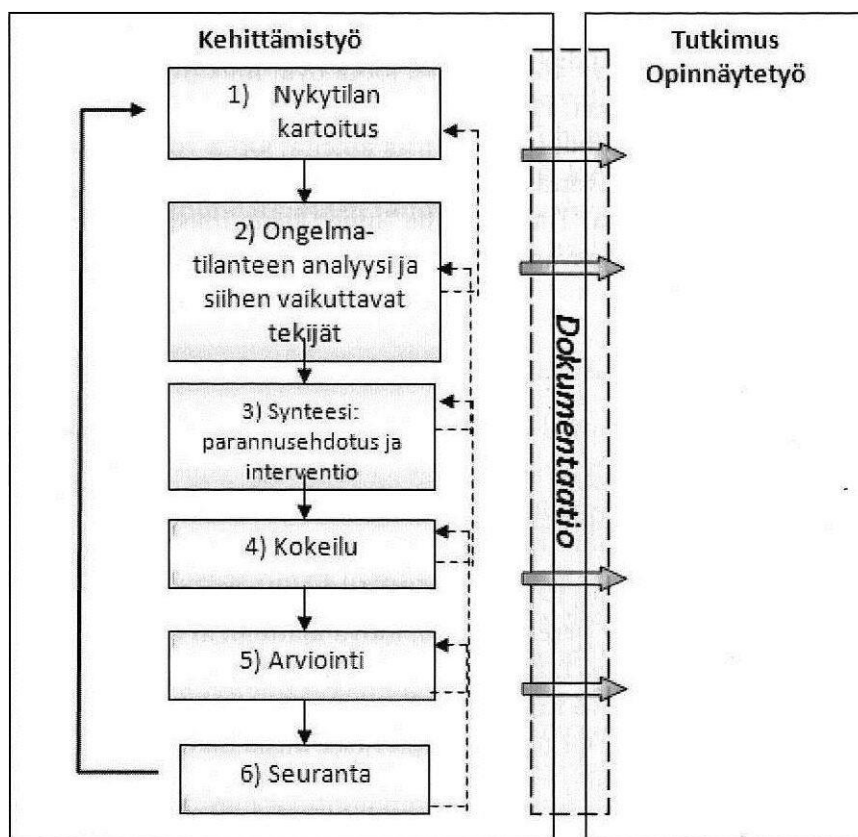 Kehittämistyö
1) Nykytilan
kartoitus
2) Ongelma-
tilanteen analyysi ja
siihen vaikuttavat
tekijät
3) Synteesi:
parannusehdotus ja
interventio
4) Kokeilu
5) Arviointi
6) Seuranta
Dokumentaatio
Tutkimus
Opinnäytetyö